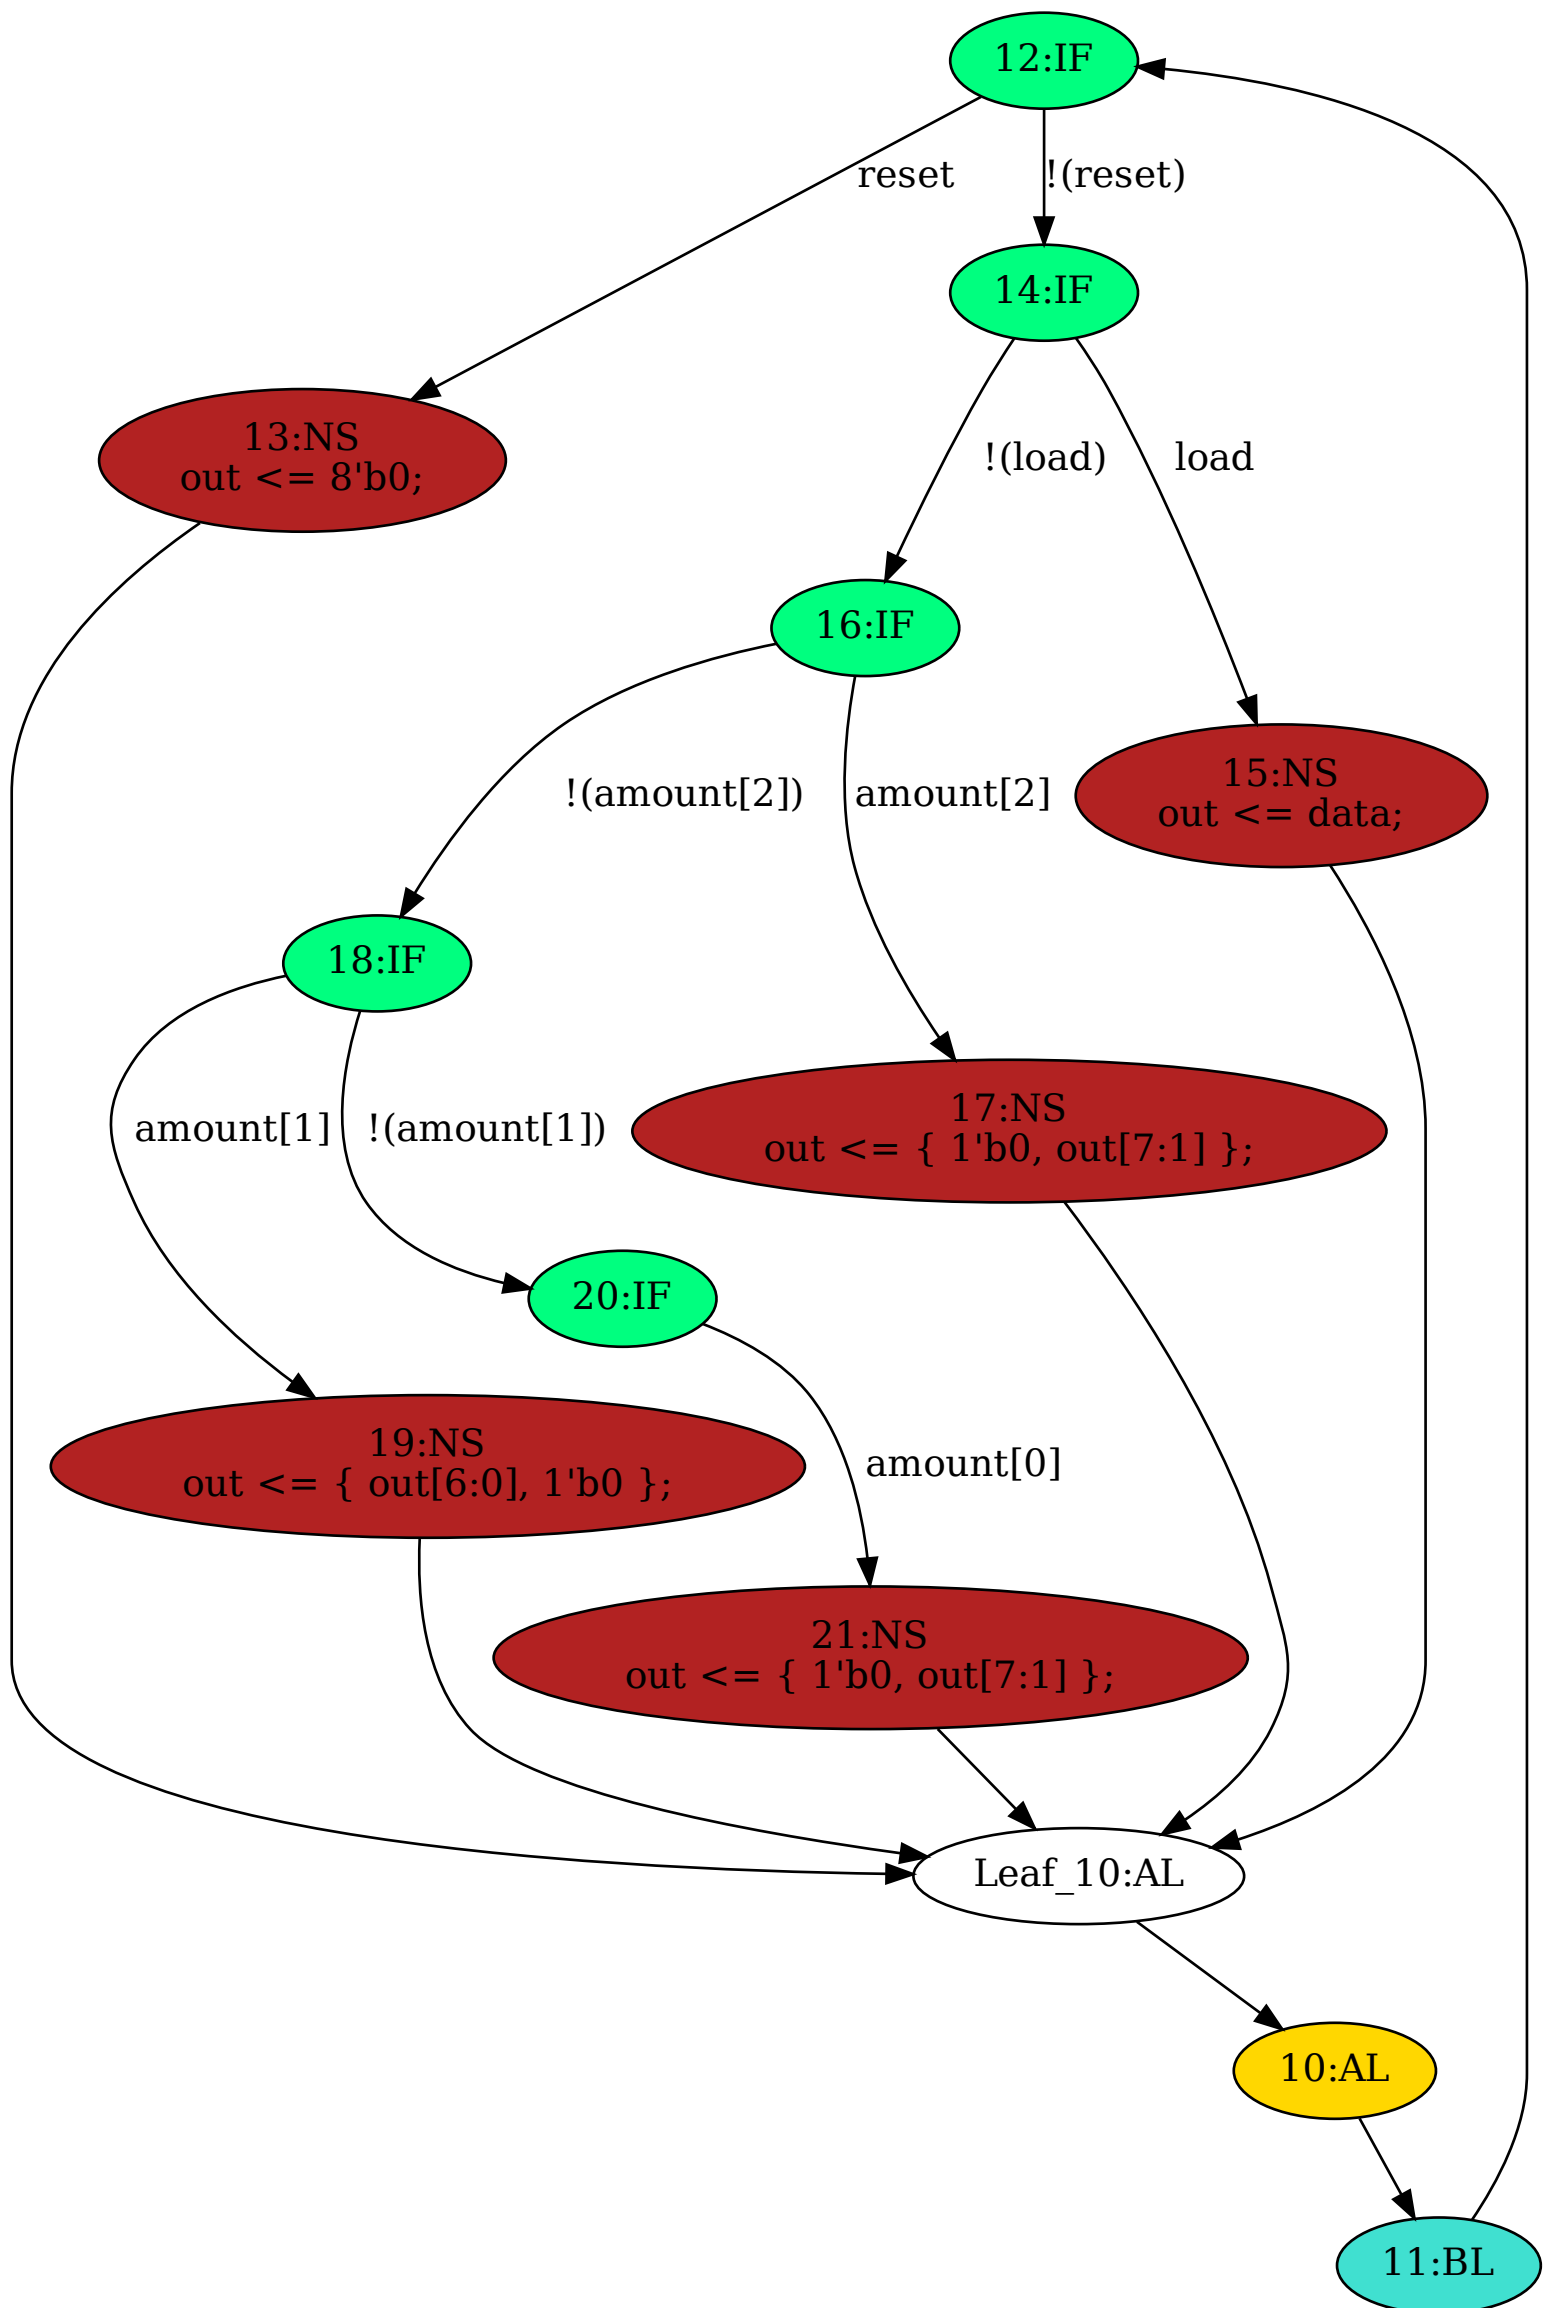 12:IF
reset
!(reset)
14:IF
13:NS
out <= 8'b0;
!(load)
load
16:IF
15:NS
out <= data;
!(amount[2])
amount[2]
18:IF
17:NS
out <= { 1'b0, out[7:1] };
amount[1]
!(amount[1])
20:IF
19:NS
out <= { out[6:0], 1'b0 };
amount[0]
21:NS
out <= { 1'b0, out[7:1] };
Leaf_10:AL
10:AL
11:BL